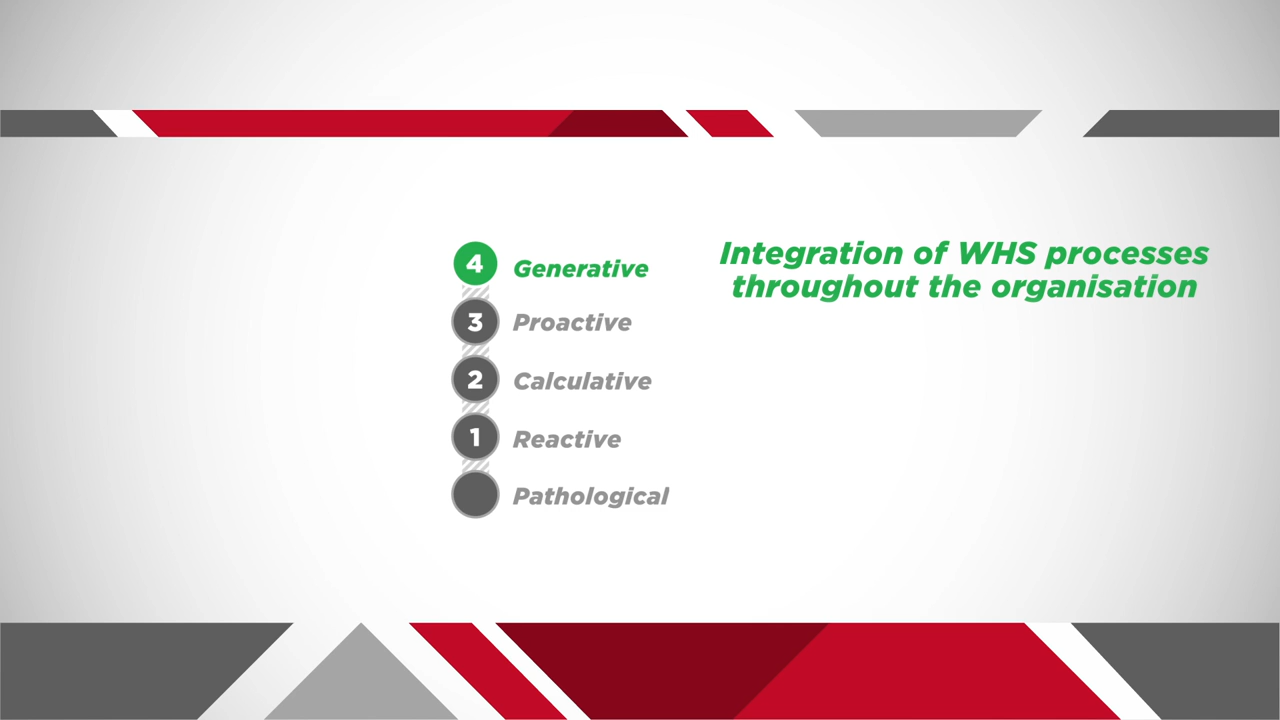 4 Generative
Integration of WHS processes
throughout the organisation
3 Proactive
2 Calculative
1 Reactive
Pathological